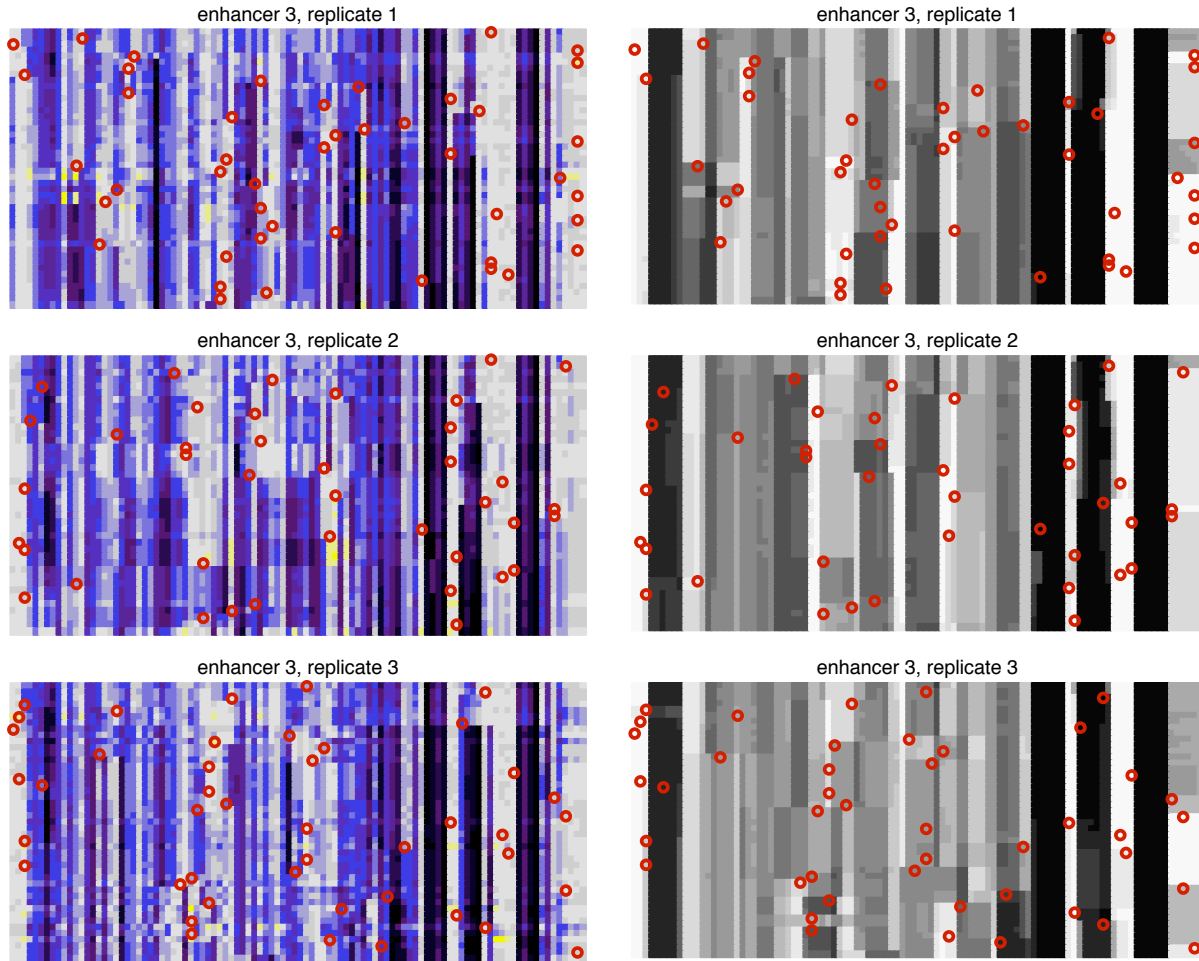 enhancer 3, replicate 1
enhancer 3, replicate 1
enhancer 3, replicate 2
enhancer 3, replicate 2
enhancer 3, replicate 3
enhancer 3, replicate 3